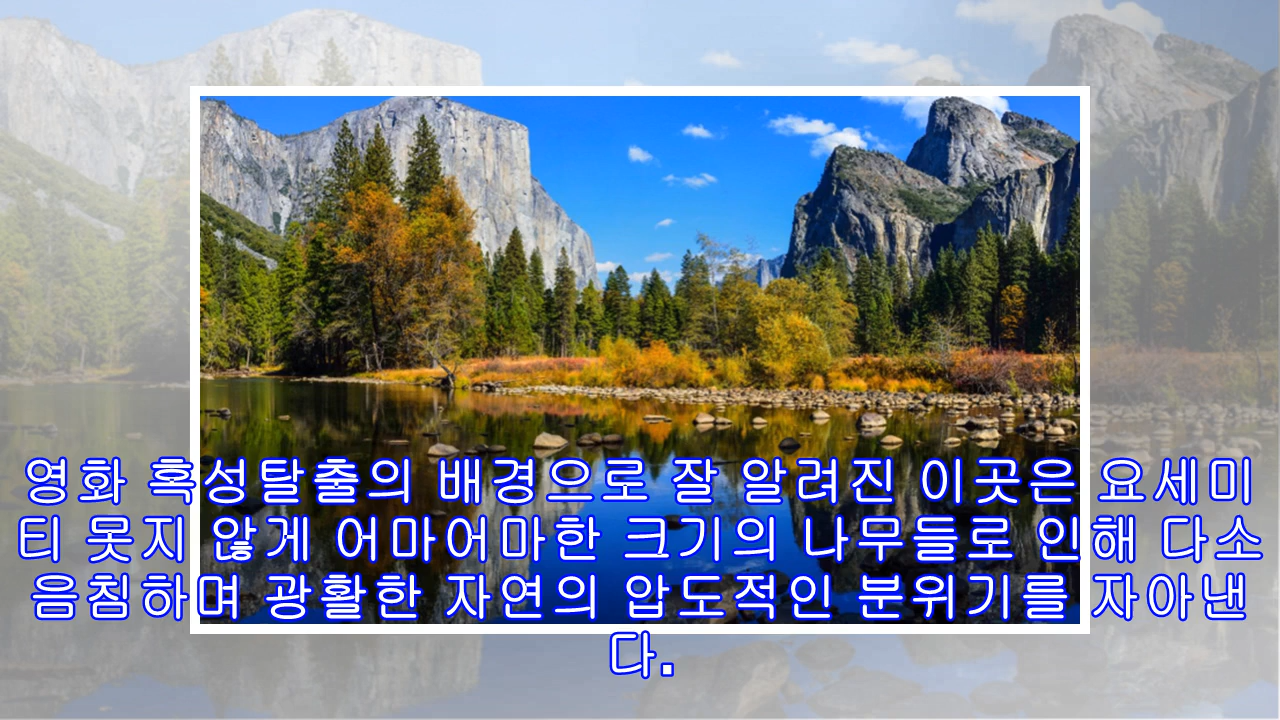 영화 혹성탈출의 배경으로 잘 알려진 이곳은 요세미
티 못지 않게 어마어마한 크기의 나무들로 인해 다소
음침하며 광활한 자연의 압도적인 분위기를 자아낸
다.